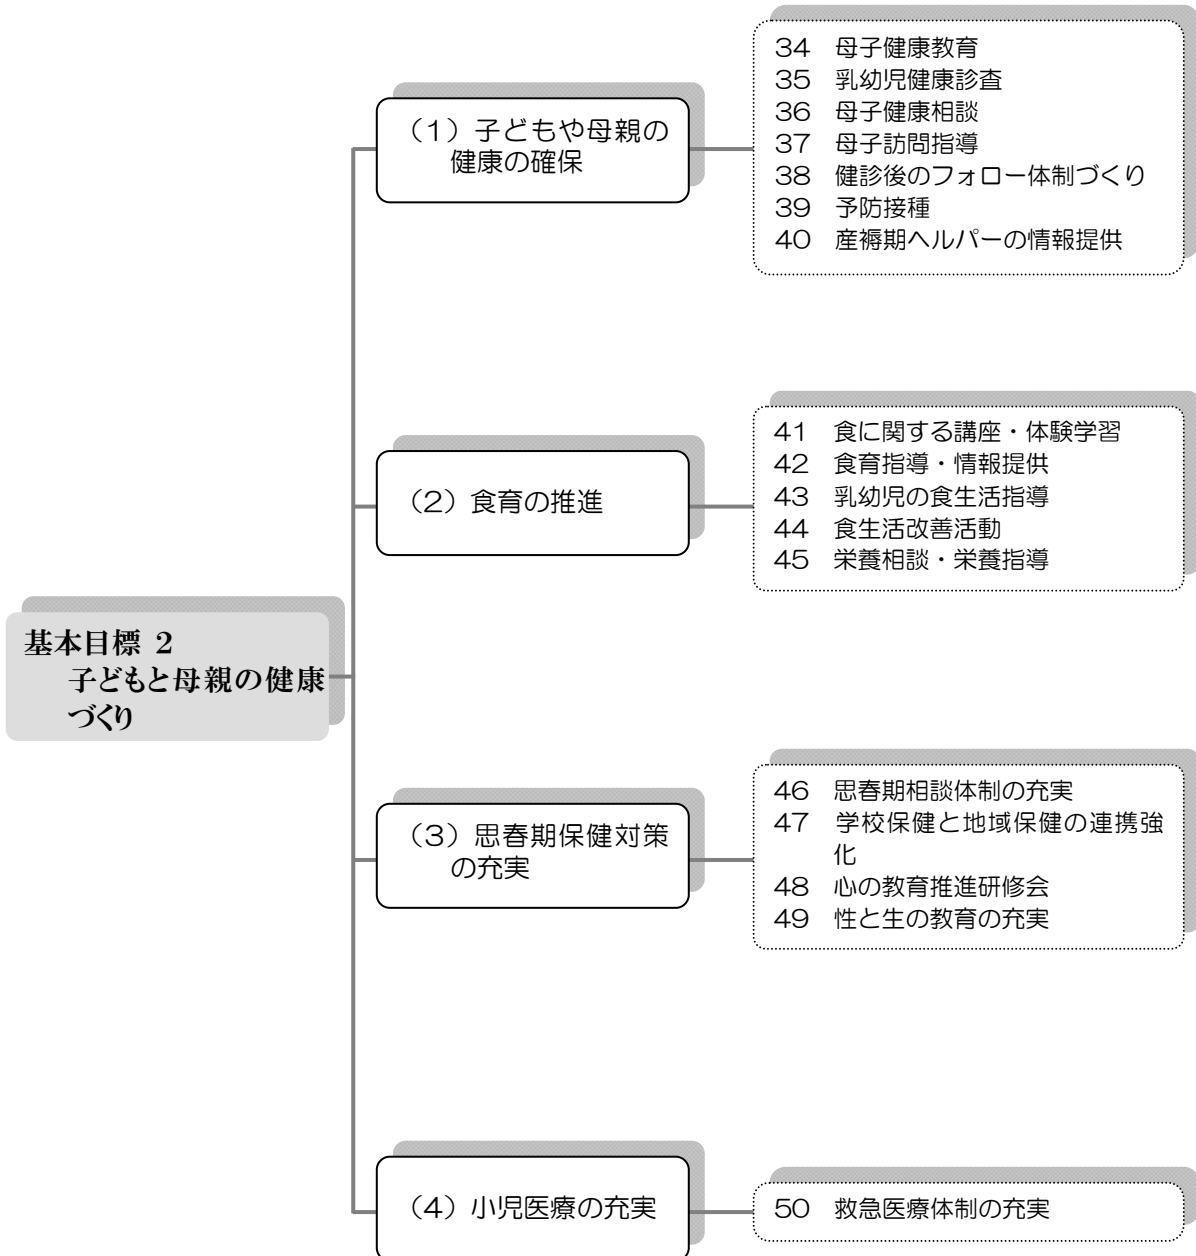 基本目標 2
子どもと母親の健康
づくり
(1)子どもや母親の
健康の確保
34 母子健康教育
35 乳幼児健康診査
36 母子健康相談
37 母子訪問指導
38 健診後のフォロー体制づくり
39 予防接種
40 産褥期ヘルパーの情報提供
(2)食育の推進
41 食に関する講座・体験学習
42 食育指導・情報提供
43 乳幼児の食生活指導
44 食生活改善活動
45 栄養相談・栄養指導
(3)思春期保健対策
の充実
46 思春期相談体制の充実
47 学校保健と地域保健の連携強
化
48 心の教育推進研修会
49 性と生の教育の充実
(4)小児医療の充実
50 救急医療体制の充実